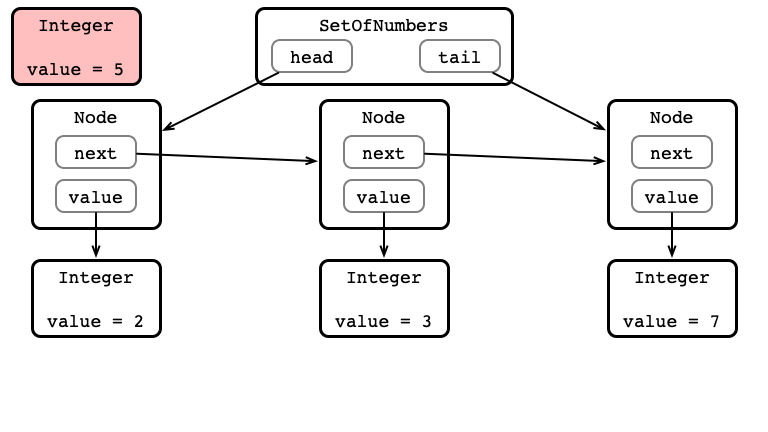 Integer
value = 5
SetOfNumbers
head
tail
Node
next
value
Node
next
value
Node
next
value
Integer
value = 2
Integer
value = 3
Integer
value = 7